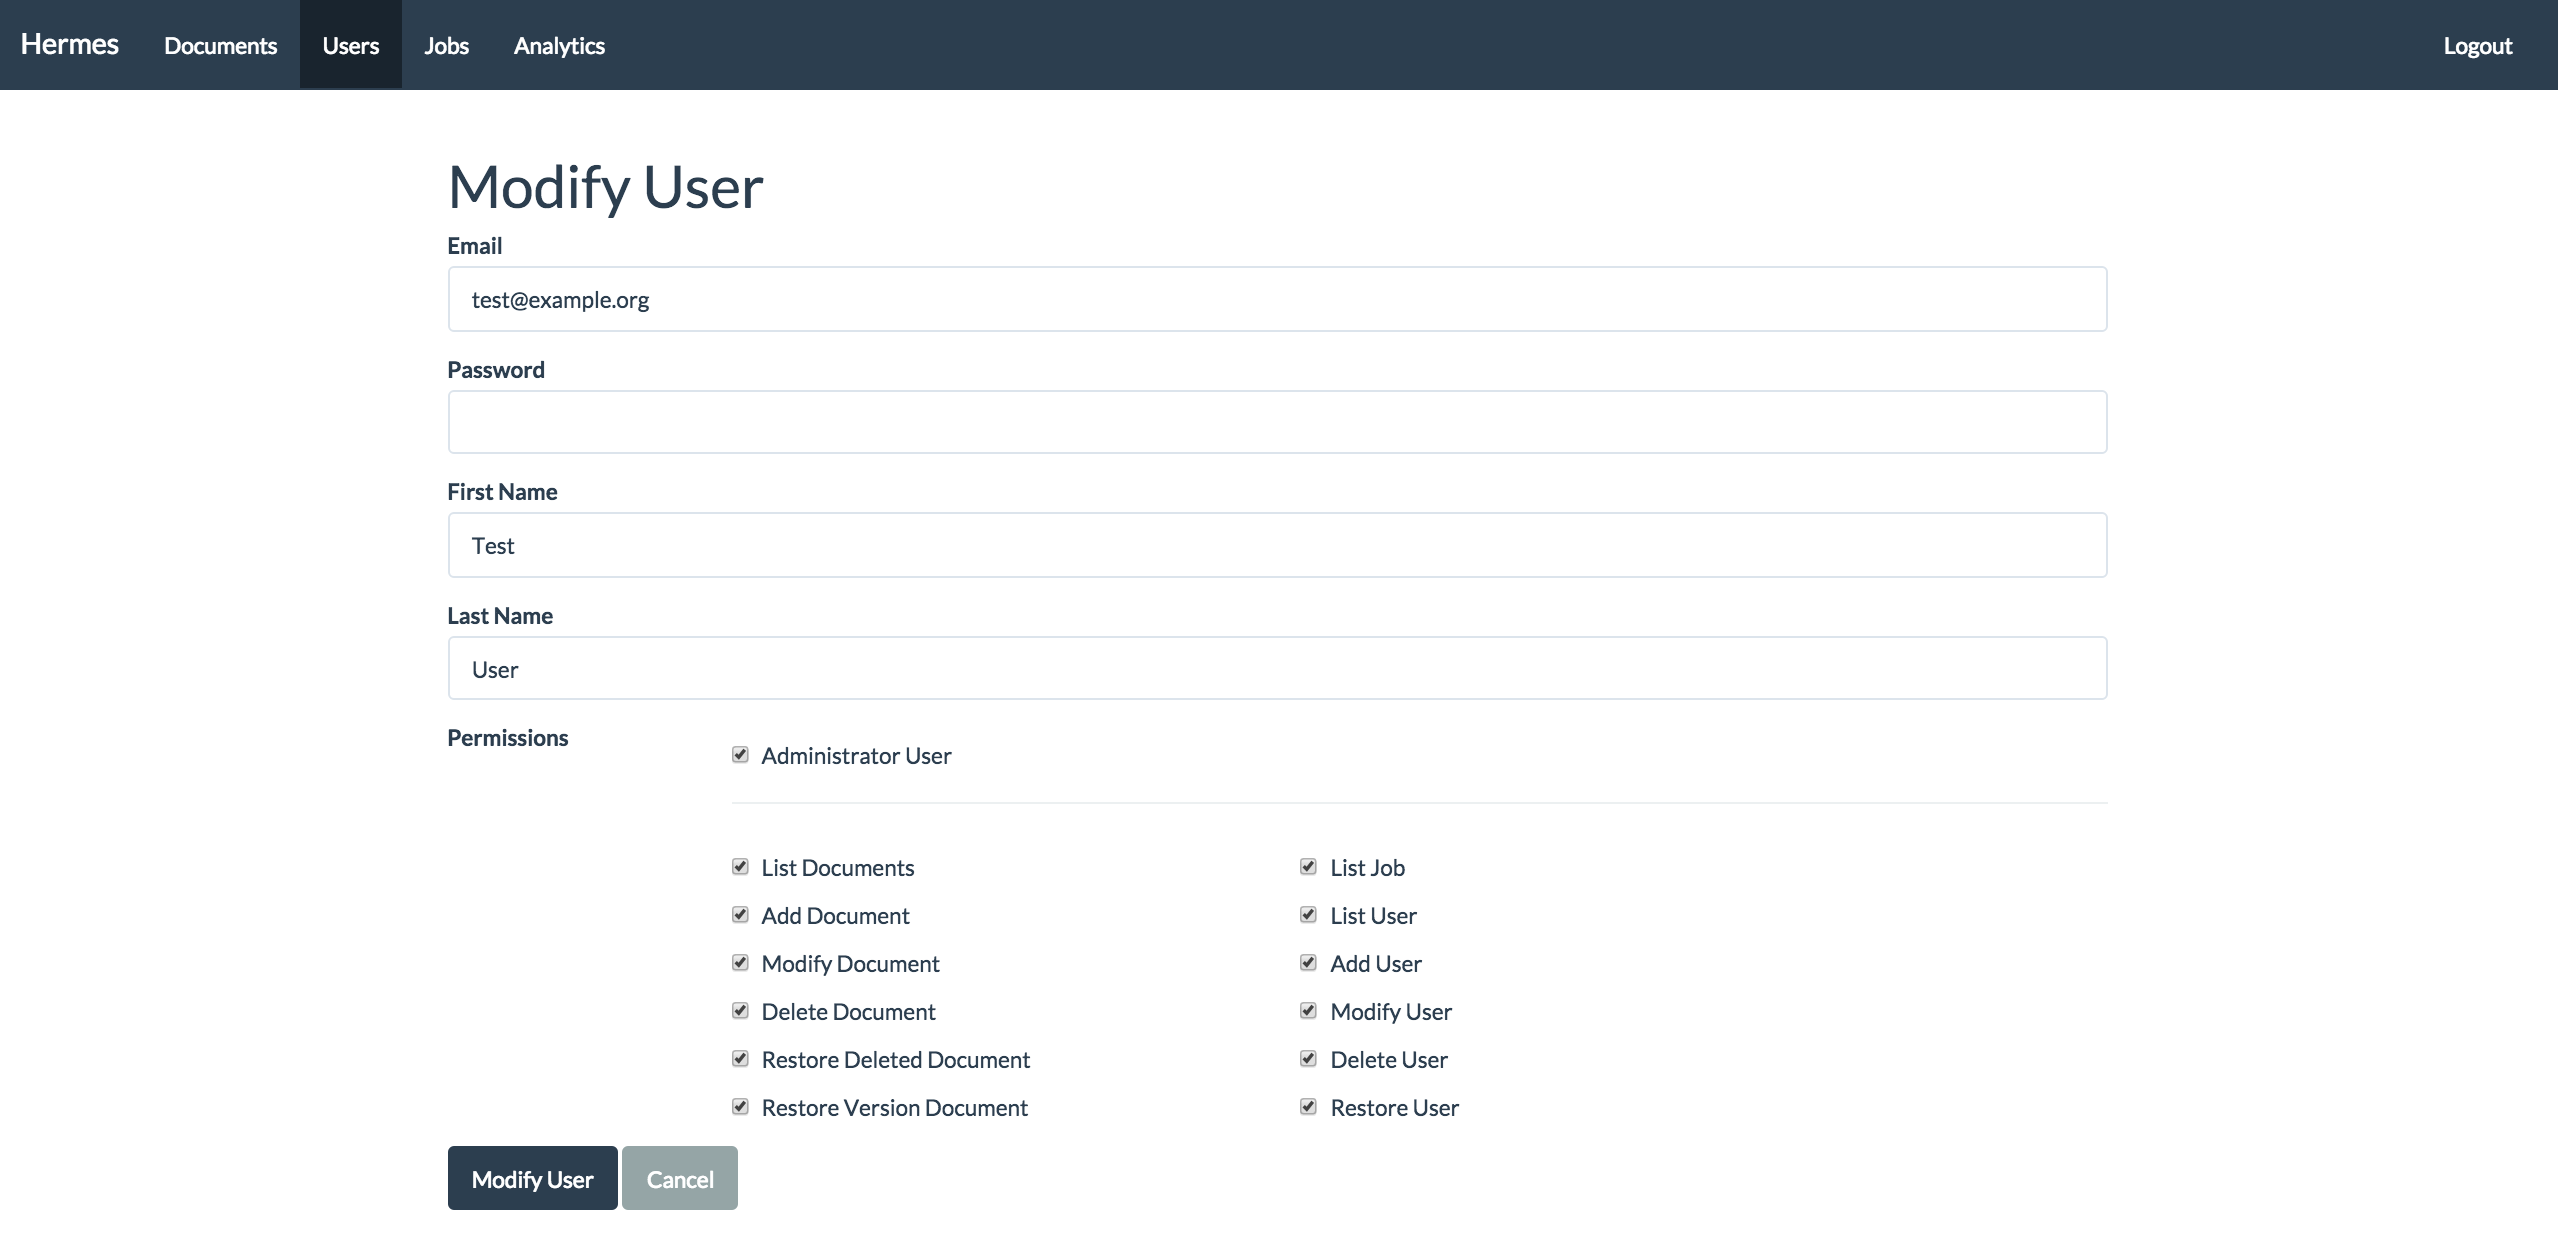 Hermes Documents Users Jobs Analytics Logout
Modify User
Email
test@example.org
Password
First Name
Test
Last Name
User
Permissions
Administrator User
List Documents
Add Document
Modify Document
Delete Document
Restore Deleted Document
Restore Version Document
List Job
List User
Add User
Modify User
Delete User
Restore User
Modify User Cancel